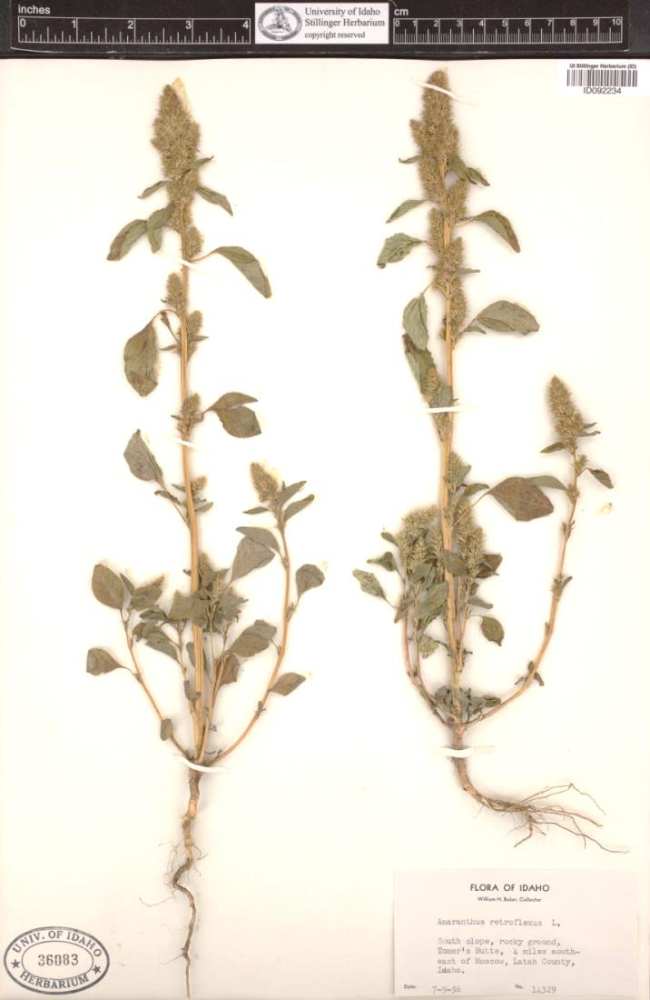 inches
0 1 2 3 4
University of Idaho
Stillinger Herbarium
copyright reserved
cm
0 1 2 3 4 5 6 7 8 9 10
UI Stillinger Herbarium (ID)
ID092234
FLORA OF IDAHO
William H. Baker, Collector
Amaranthus retroflexus L.
South slope, rocky ground,
Tomer's Butte, 4 miles south-
east of Moscow, Latah County,
Idaho.
Date: 7-9-56 No. 14329
UNIV. OF IDAHO
36083
HERBARIUM